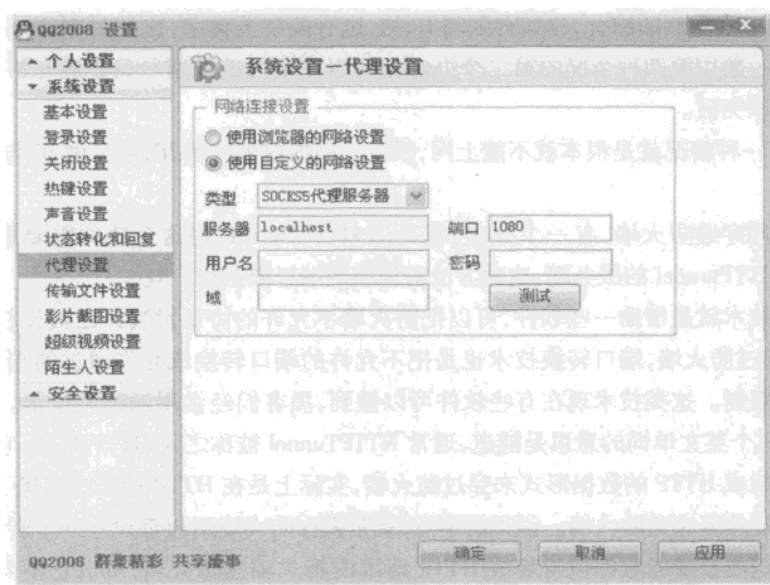 QQ2008 设置
个人设置
系统设置
基本设置
登录设置
关闭设置
热键设置
声音设置
状态转化和回复
代理设置
传输文件设置
影片截图设置
超级视频设置
陌生人设置
安全设置
系统设置－代理设置
网络连接设置
使用浏览器的网络设置
使用自定义的网络设置
类型 SOCKS5代理服务器
服务器 localhost 端口 1080
用户名 密码
域 测试
QQ2008 群聚精彩 共享盛事
确定 取消 应用